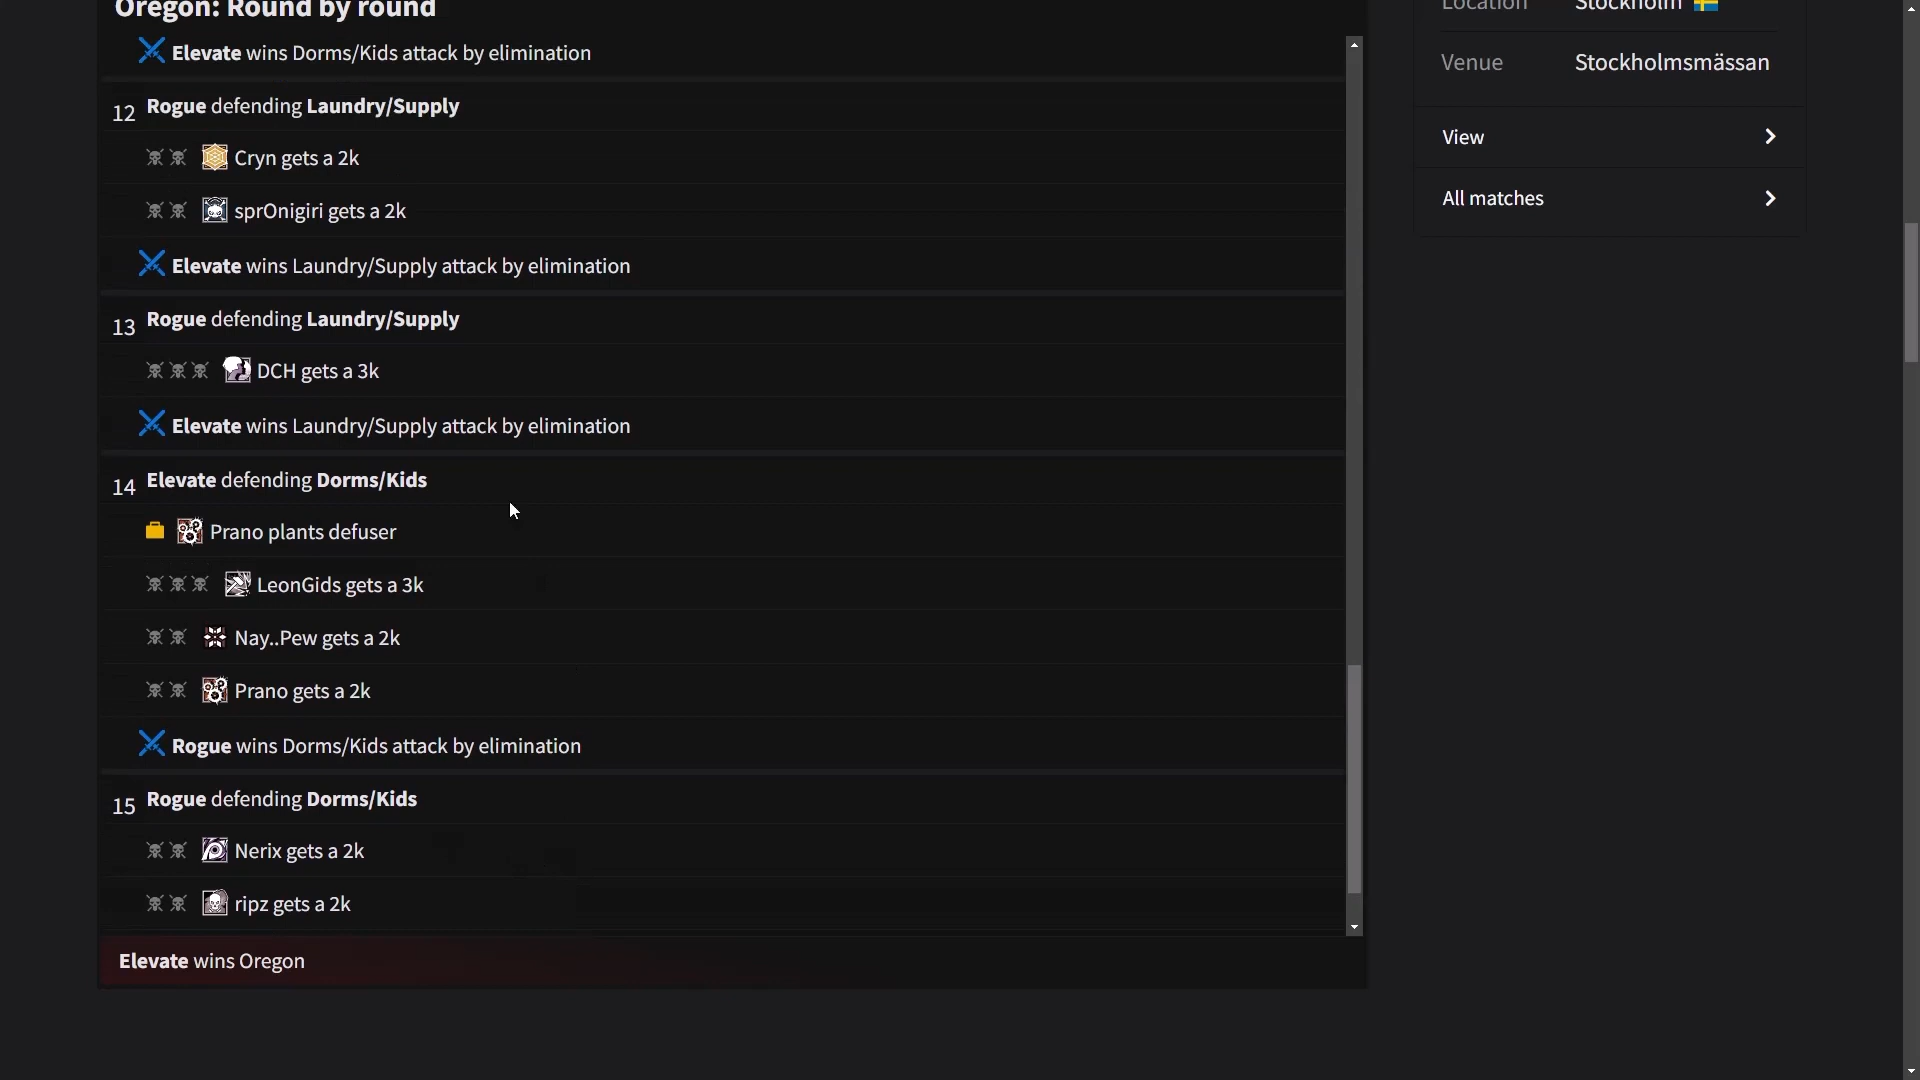 Oregon: Round by round
Elevate wins Dorms/Kids attack by elimination
12
Rogue defending Laundry/Supply
Cryn gets a 2k
sprOnigiri gets a 2k
Elevate wins Laundry/Supply attack by elimination
13
Rogue defending Laundry/Supply
DCH gets a 3k
Elevate wins Laundry/Supply attack by elimination
14
Elevate defending Dorms/Kids
Prano plants defuser
LeonGids gets a 3k
Nay..Pew gets a 2k
Prano gets a 2k
Rogue wins Dorms/Kids attack by elimination
15
Rogue defending Dorms/Kids
Nerix gets a 2k
ripz gets a 2k
Elevate wins Oregon
Location Stockholm
Venue Stockholmsmässan
View
All matches